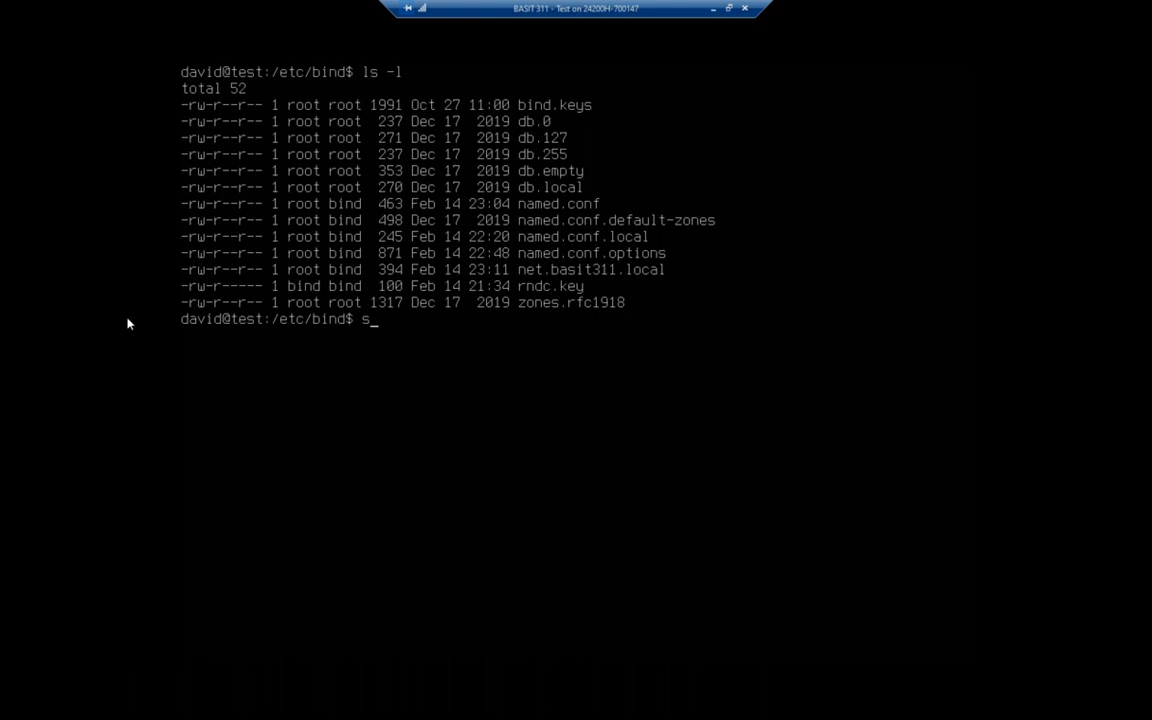 BASIT 311 - Test on 24200H-700147
david@test:/etc/bind$ ls -l
total 52
-rw-r--r-- 1 root root 1991 Oct 27 11:00 bind.keys
-rw-r--r-- 1 root root  237 Dec 17  2019 db.0
-rw-r--r-- 1 root root  271 Dec 17  2019 db.127
-rw-r--r-- 1 root root  237 Dec 17  2019 db.255
-rw-r--r-- 1 root root  353 Dec 17  2019 db.empty
-rw-r--r-- 1 root root  270 Dec 17  2019 db.local
-rw-r--r-- 1 root bind  463 Feb 14 23:04 named.conf
-rw-r--r-- 1 root bind  498 Dec 17  2019 named.conf.default-zones
-rw-r--r-- 1 root bind  245 Feb 14 22:20 named.conf.local
-rw-r--r-- 1 root bind  871 Feb 14 22:48 named.conf.options
-rw-r--r-- 1 root bind  394 Feb 14 23:11 net.basit311.local
-rw-r----- 1 bind bind  100 Feb 14 21:34 rndc.key
-rw-r--r-- 1 root root 1317 Dec 17  2019 zones.rfc1918
david@test:/etc/bind$ s_